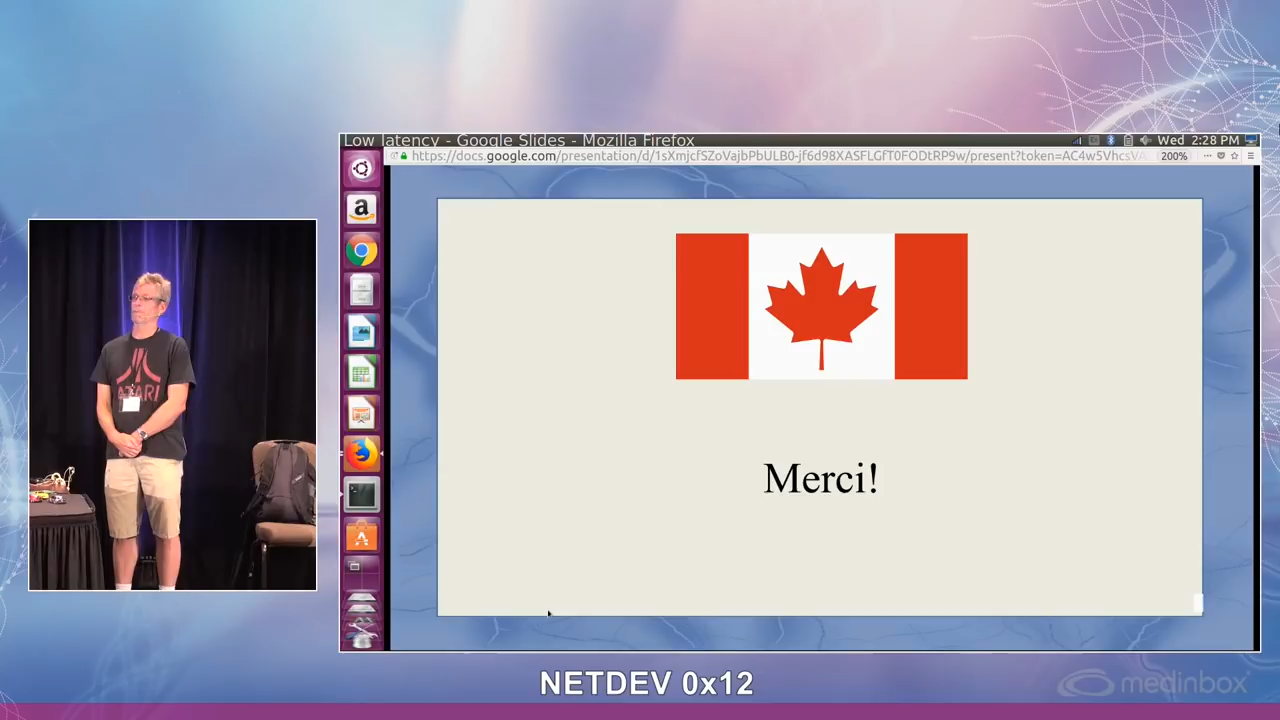 Low latency - Google Slides - Mozilla Firefox
Wed 2:28 PM
https://docs.google.com/presentation/d/1sXmjcfSZoVajbPbULB0-jf6d98XASFLGfT0FODtRP9w/present?token=AC4w5VhcsVA
200%
ATARI
Merci!
NETDEV 0x12
medinbox